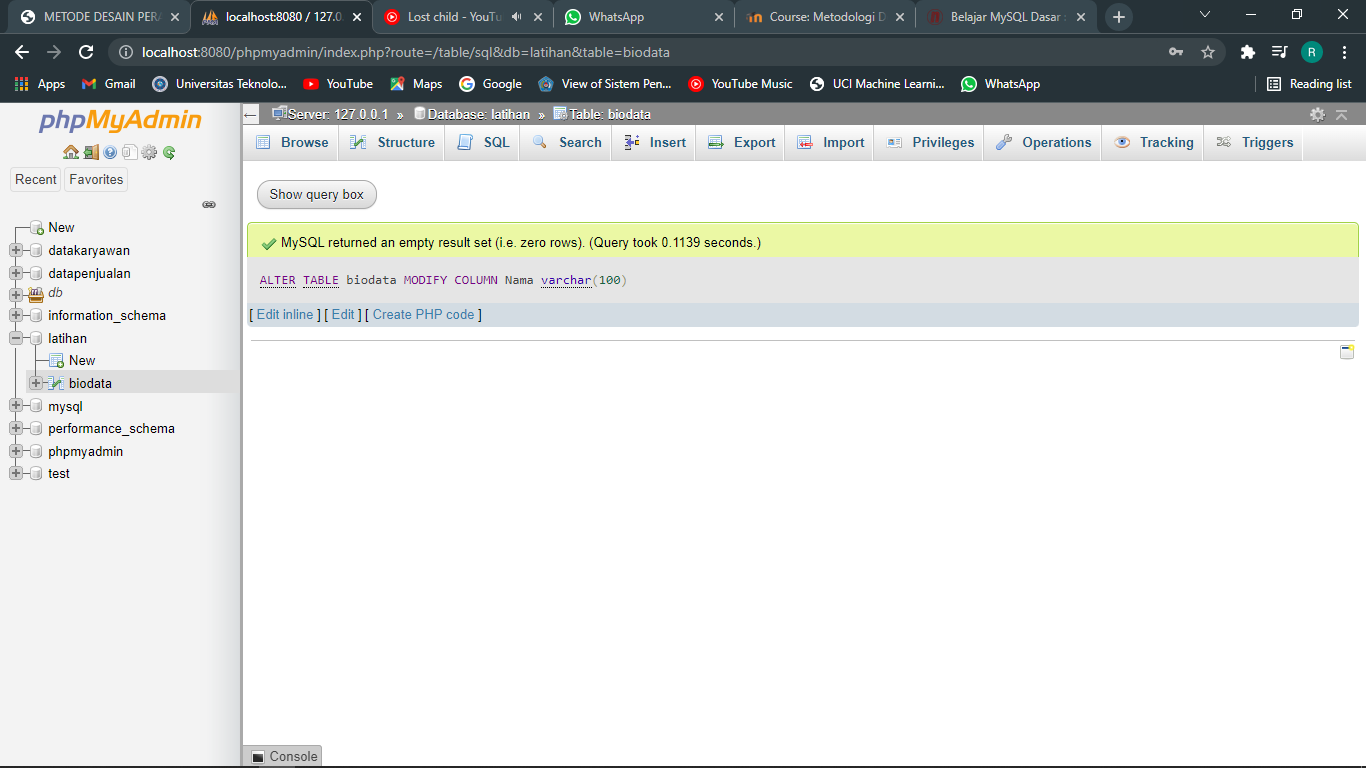 METODE DESAIN PERA
localhost:8080 / 127.0.
Lost child - YouTu
WhatsApp
Course: Metodologi D
Belajar MySQL Dasar :
localhost:8080/phpmyadmin/index.php?route=/table/sql&db=latihan&table=biodata
R
Apps
Gmail
Universitas Teknolo...
YouTube
Maps
Google
View of Sistem Pen...
YouTube Music
UCI Machine Learni...
WhatsApp
Reading list
phpMyAdmin
Recent
Favorites
New
datakaryawan
datapenjualan
db
information_schema
latihan
New
biodata
mysql
performance_schema
phpmyadmin
test
Server: 127.0.0.1 » Database: latihan » Table: biodata
Browse
Structure
SQL
Search
Insert
Export
Import
Privileges
Operations
Tracking
Triggers
Show query box
MySQL returned an empty result set (i.e. zero rows). (Query took 0.1139 seconds.)
ALTER TABLE biodata MODIFY COLUMN Nama varchar(100)
[ Edit inline ] [ Edit ] [ Create PHP code ]
Console